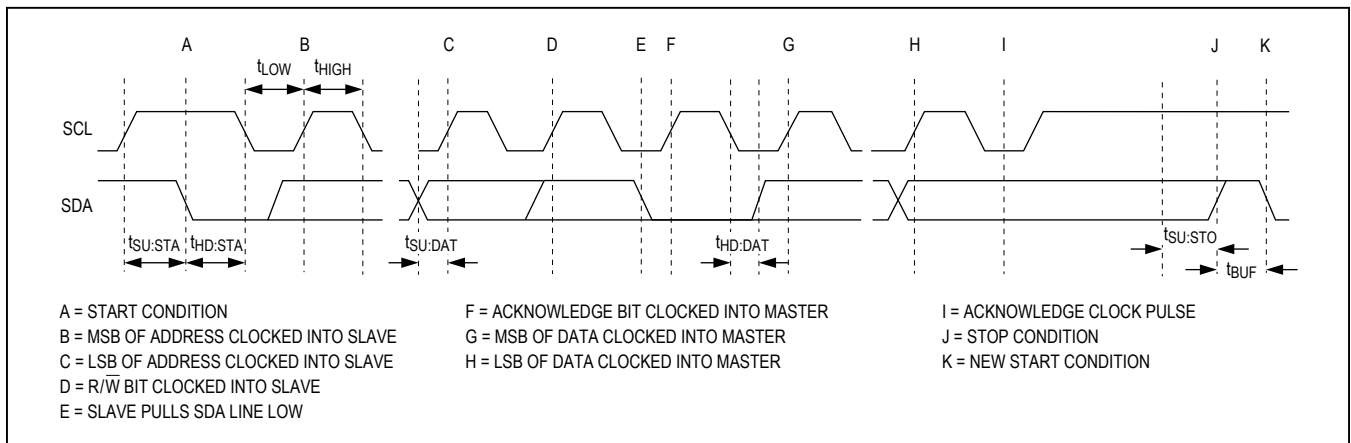 A B C D E F G H I J K
tLOW tHIGH
SCL
SDA
tSU:STA tHD:STA tSU:DAT tHD:DAT tSU:STO
tBUF
A = START CONDITION
B = MSB OF ADDRESS CLOCKED INTO SLAVE
C = LSB OF ADDRESS CLOCKED INTO SLAVE
D = R/W̅ BIT CLOCKED INTO SLAVE
E = SLAVE PULLS SDA LINE LOW
F = ACKNOWLEDGE BIT CLOCKED INTO MASTER
G = MSB OF DATA CLOCKED INTO MASTER
H = LSB OF DATA CLOCKED INTO MASTER
I = ACKNOWLEDGE CLOCK PULSE
J = STOP CONDITION
K = NEW START CONDITION